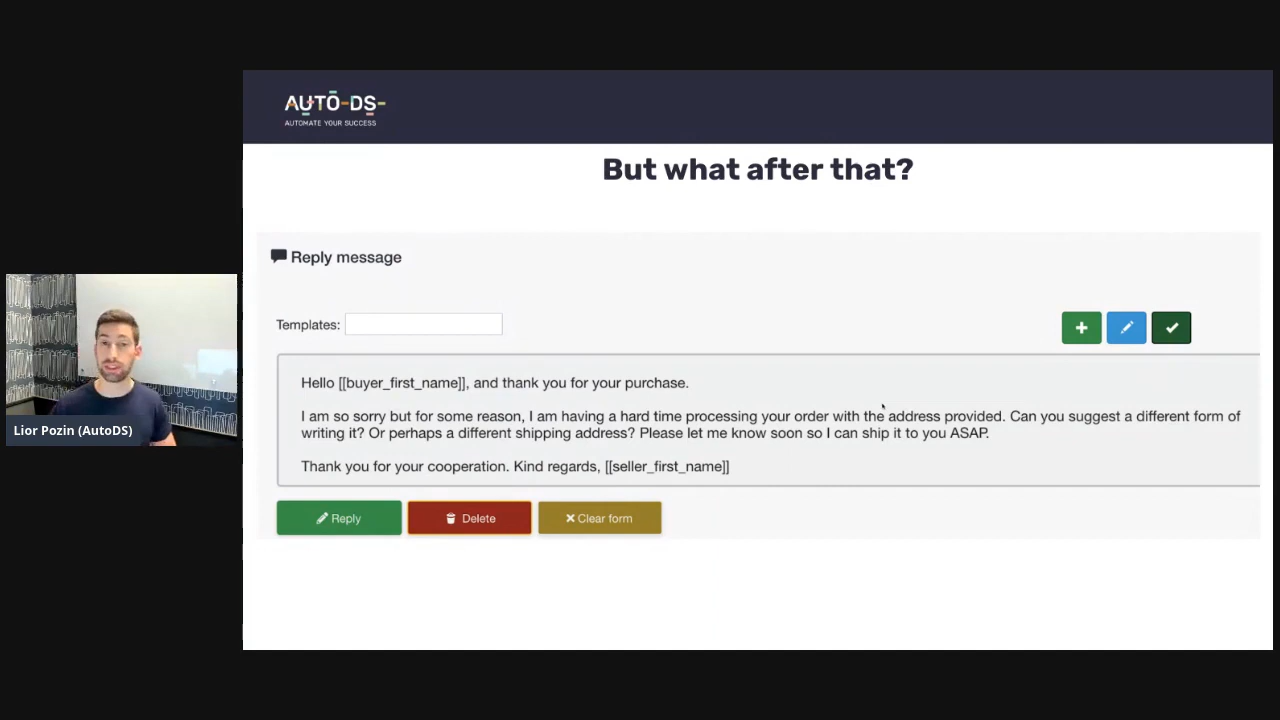 AUTO-DS-
AUTOMATE YOUR SUCCESS
But what after that?
Reply message
Templates:
Hello [[buyer_first_name]], and thank you for your purchase.
I am so sorry but for some reason, I am having a hard time processing your order with the address provided. Can you suggest a different form of
writing it? Or perhaps a different shipping address? Please let me know soon so I can ship it to you ASAP.
Thank you for your cooperation. Kind regards, [[seller_first_name]]
Reply
Delete
Clear form
Lior Pozin (AutoDS)